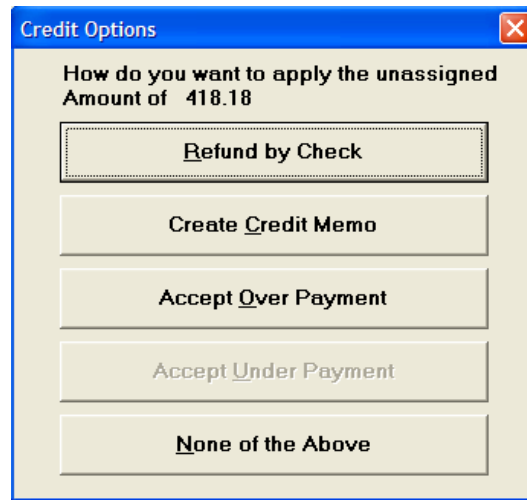 Credit Options
How do you want to apply the unassigned
Amount of 418.18
Refund by Check
Create Credit Memo
Accept Over Payment
Accept Under Payment
None of the Above